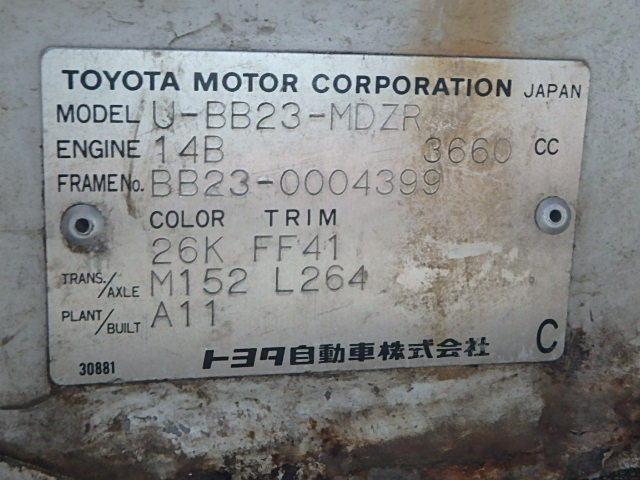 TOYOTA MOTOR CORPORATION JAPAN
MODEL U-BB23-MDZR
ENGINE 14B 3660 CC
FRAME No. BB23-0004399
COLOR TRIM
26K FF41
TRANS./AXLE M152 L264
PLANT/BUILT A11
30881 トヨタ自動車株式会社 C